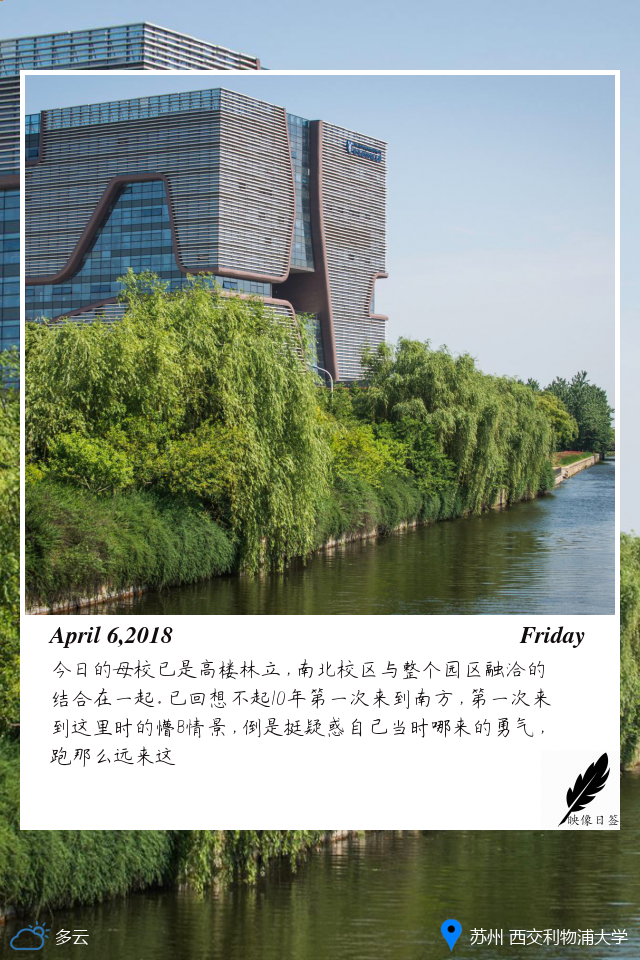 April 6,2018 Friday
今日的母校已是高楼林立,南北校区与整个园区融洽的
结合在一起.已回想不起10年第一次来到南方,第一次来
到这里时的懵B情景,倒是挺疑惑自己当时哪来的勇气,
跑那么远来这
映像日签
多云
苏州 西交利物浦大学